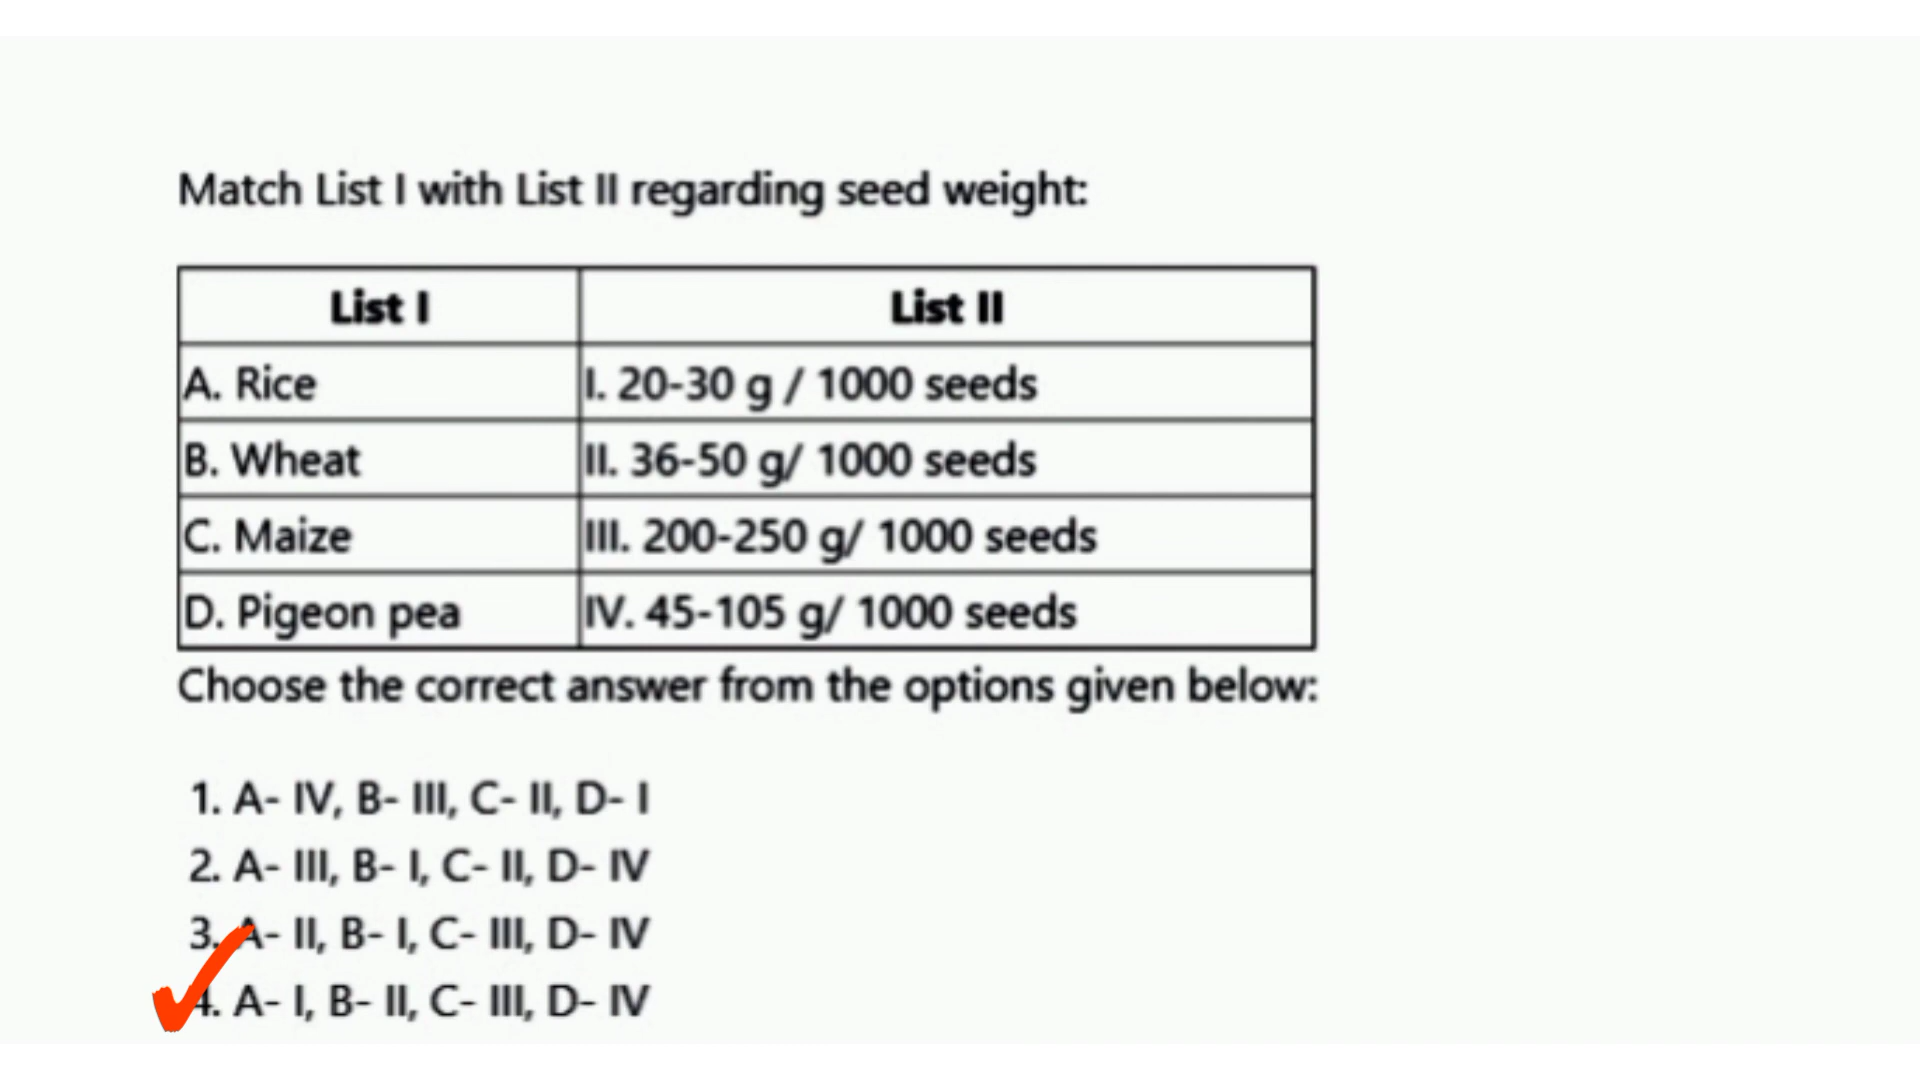 Match List I with List II regarding seed weight:
List I List II
A. Rice I. 20-30 g / 1000 seeds
B. Wheat II. 36-50 g/ 1000 seeds
C. Maize III. 200-250 g/ 1000 seeds
D. Pigeon pea IV. 45-105 g/ 1000 seeds
Choose the correct answer from the options given below:
1. A- IV, B- III, C- II, D- I
2. A- III, B- I, C- II, D- IV
3. A- II, B- I, C- III, D- IV
4. A- I, B- II, C- III, D- IV